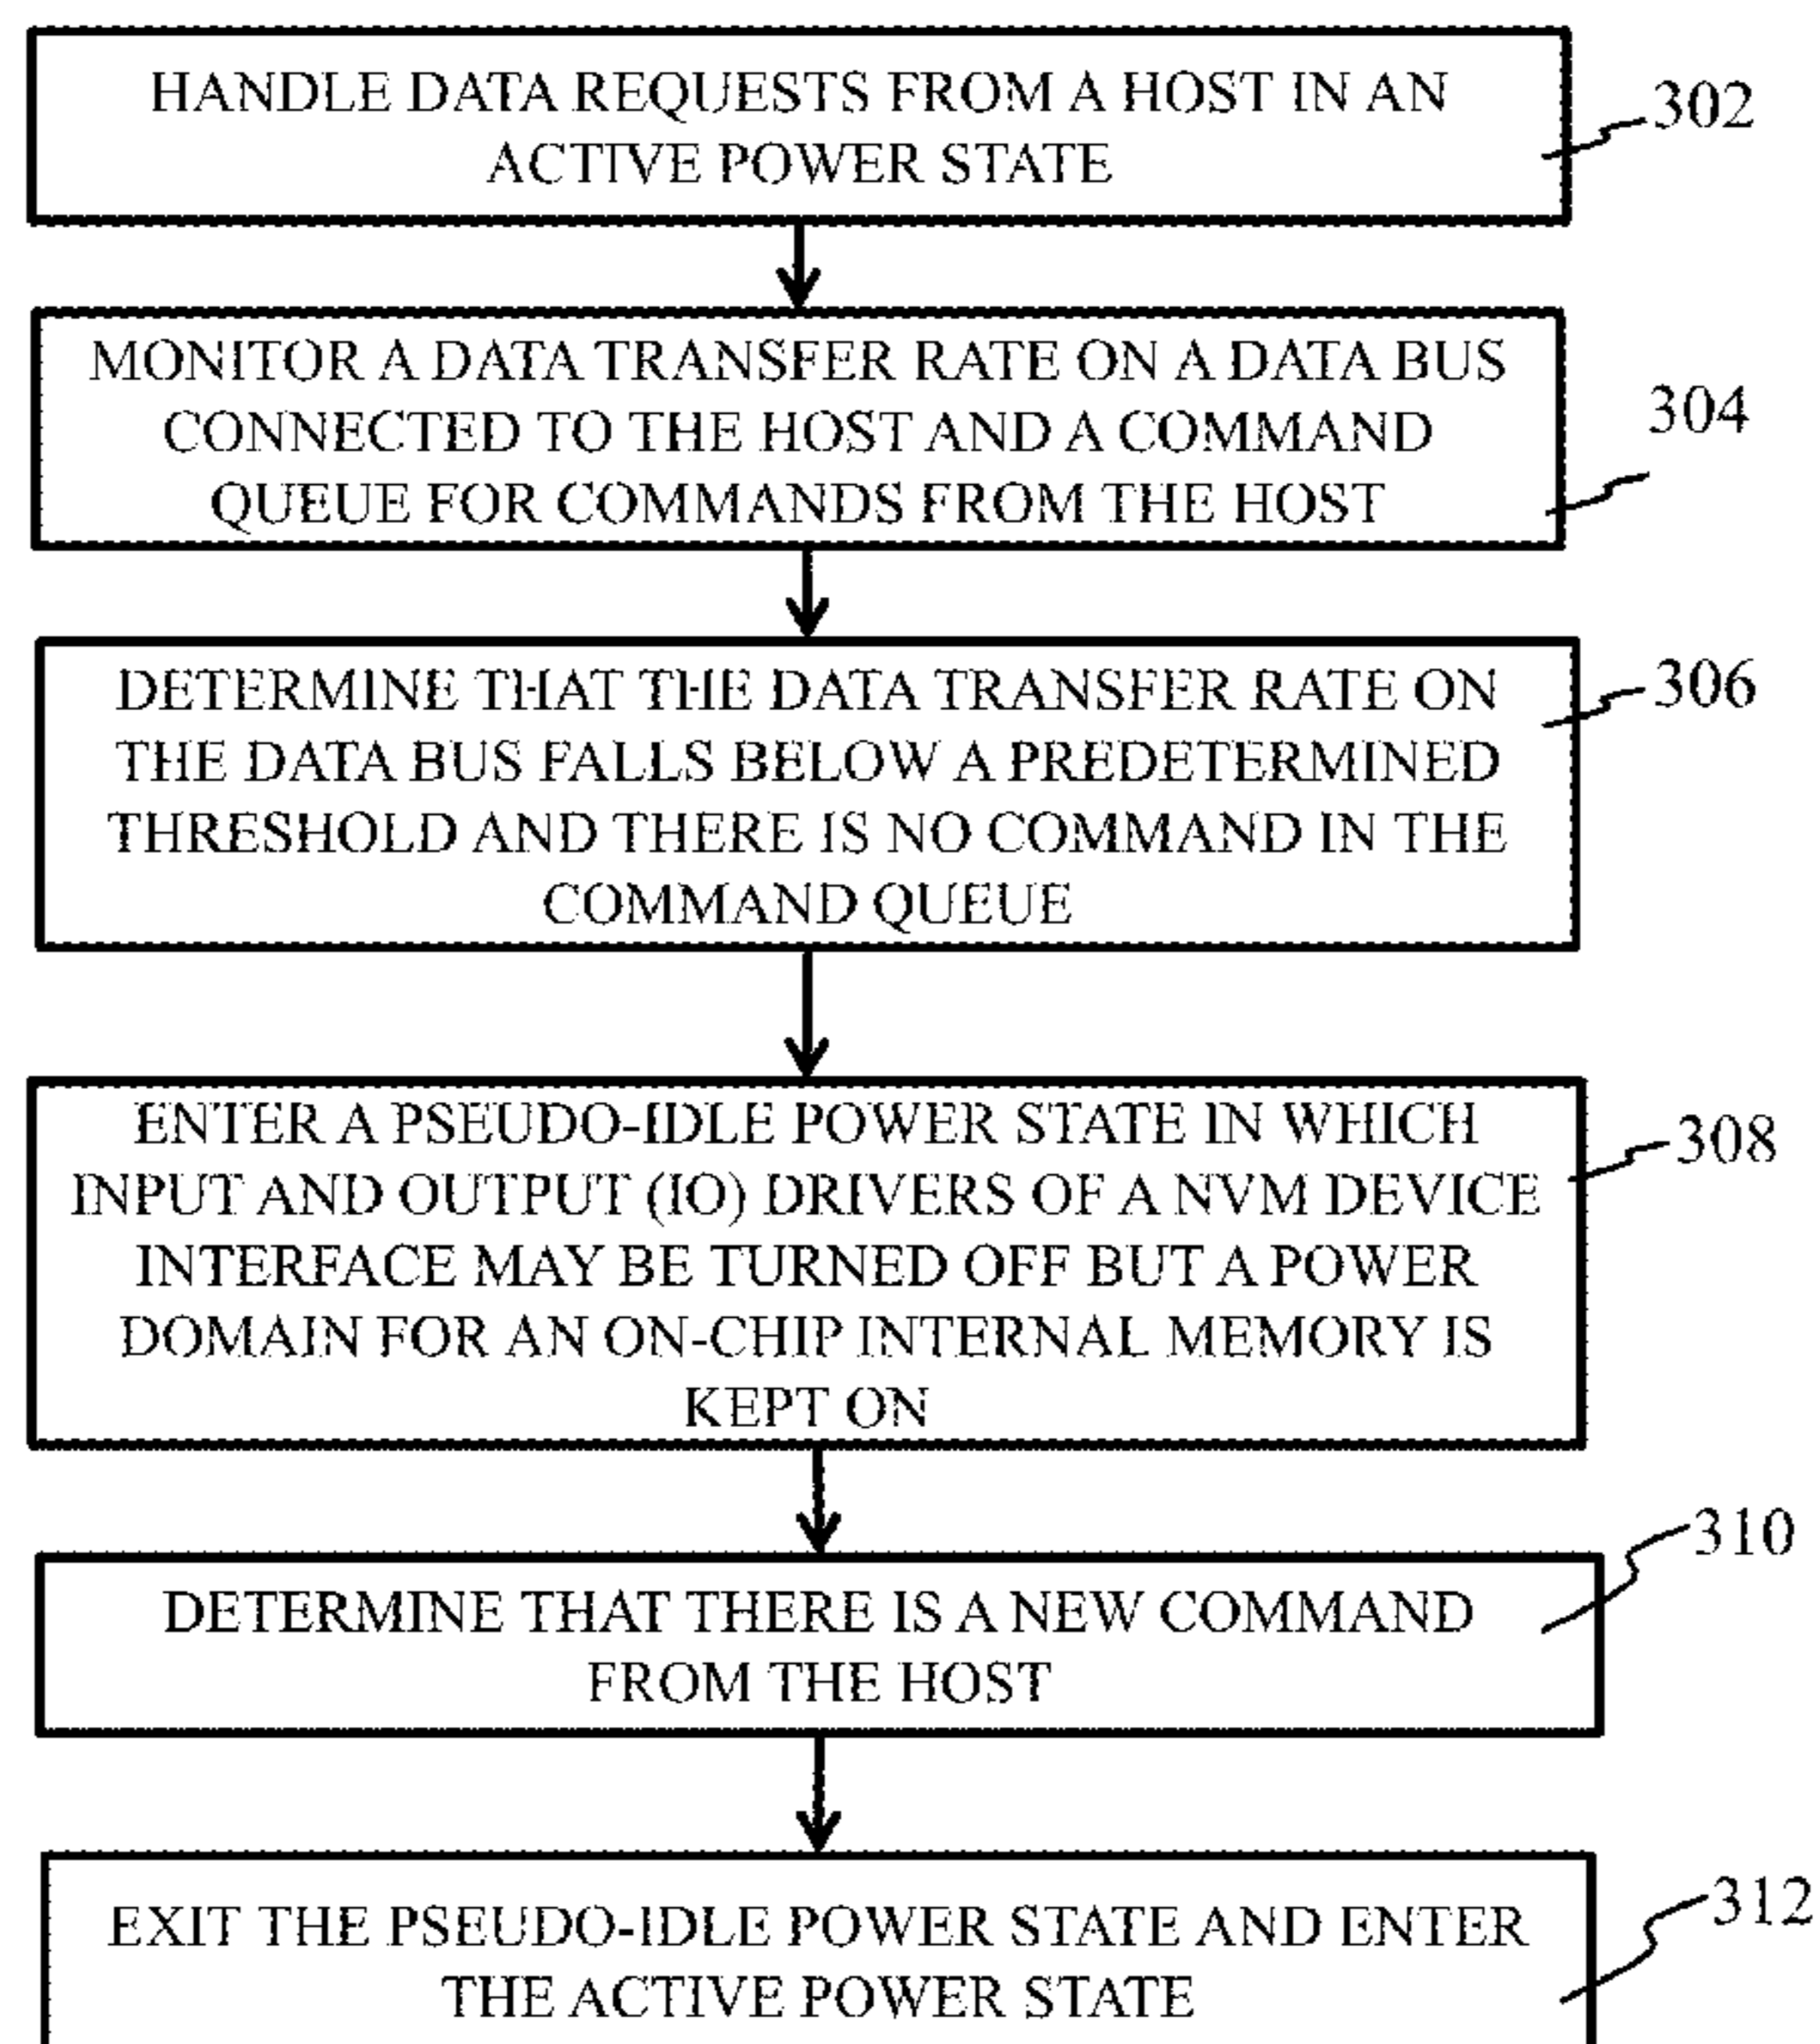 HANDLE DATA REQUESTS FROM A HOST IN AN
ACTIVE POWER STATE
302
MONITOR A DATA TRANSFER RATE ON A DATA BUS
CONNECTED TO THE HOST AND A COMMAND
QUEUE FOR COMMANDS FROM THE HOST
304
DETERMINE THAT THE DATA TRANSFER RATE ON
THE DATA BUS FALLS BELOW A PREDETERMINED
THRESHOLD AND THERE IS NO COMMAND IN THE
COMMAND QUEUE
306
ENTER A PSEUDO-IDLE POWER STATE IN WHICH
INPUT AND OUTPUT (IO) DRIVERS OF A NVM DEVICE
INTERFACE MAY BE TURNED OFF BUT A POWER
DOMAIN FOR AN ON-CHIP INTERNAL MEMORY IS
KEPT ON
308
DETERMINE THAT THERE IS A NEW COMMAND
FROM THE HOST
310
EXIT THE PSEUDO-IDLE POWER STATE AND ENTER
THE ACTIVE POWER STATE
312